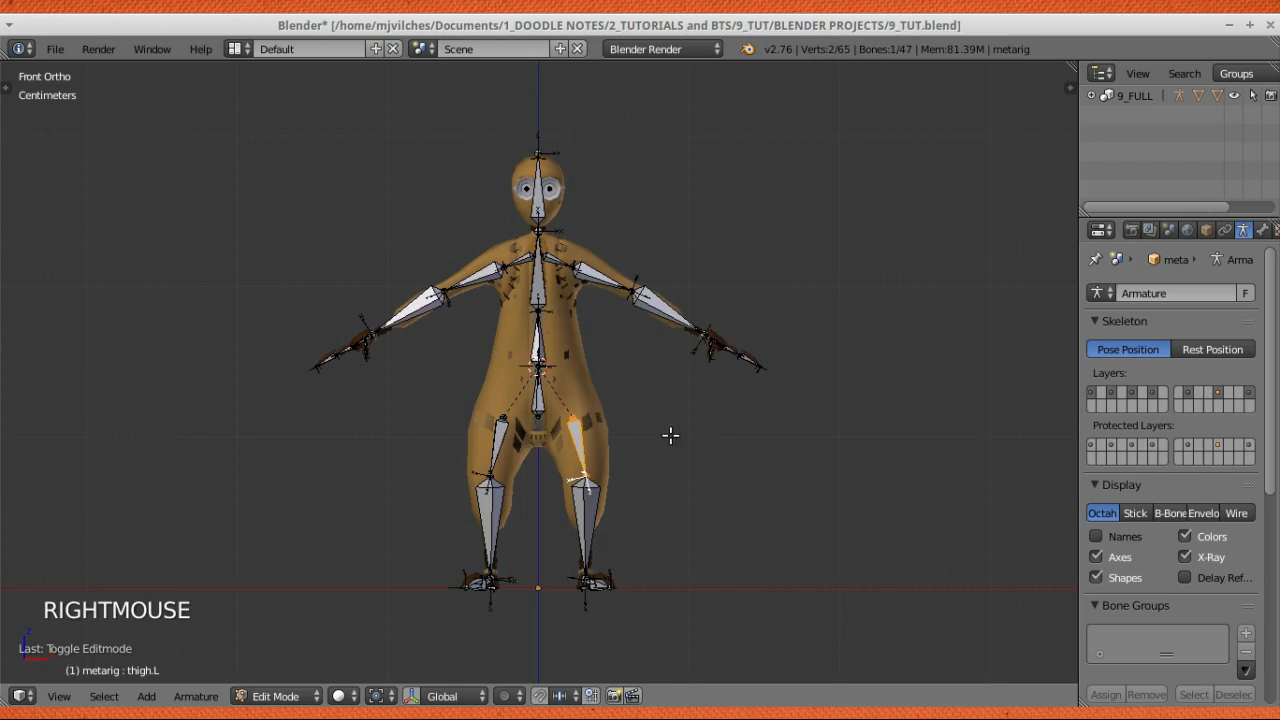 Blender* [/home/mjvilches/Documents/1_DOODLE NOTES/2_TUTORIALS and BTS/9_TUT/BLENDER PROJECTS/9_TUT.blend]
File Render Window Help Default Scene Blender Render v2.76 | Verts:2/65 | Bones:1/47 | Mem:81.39M | metarig
Front Ortho
Centimeters
View Search Groups
9_FULL
meta Arma
Armature F
Skeleton
Pose Position Rest Position
Layers:
Protected Layers:
Display
Octah Stick B-Bone Envelo Wire
Names Colors
Axes X-Ray
Shapes Delay Ref...
Bone Groups
Assign Remove Select Deselec
RIGHTMOUSE
Last: Toggle Editmode
(1) metarig : thigh.L
View Select Add Armature Edit Mode Global